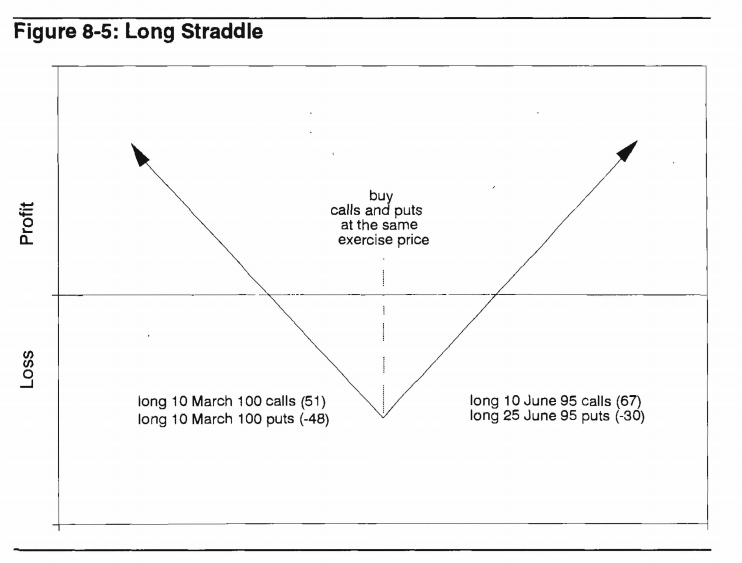 Figure 8-5: Long Straddle
Profit
Loss
buy
calls and puts
at the same
exercise price
long 10 March 100 calls (51)
long 10 March 100 puts (-48)
long 10 June 95 calls (67)
long 25 June 95 puts (-30)